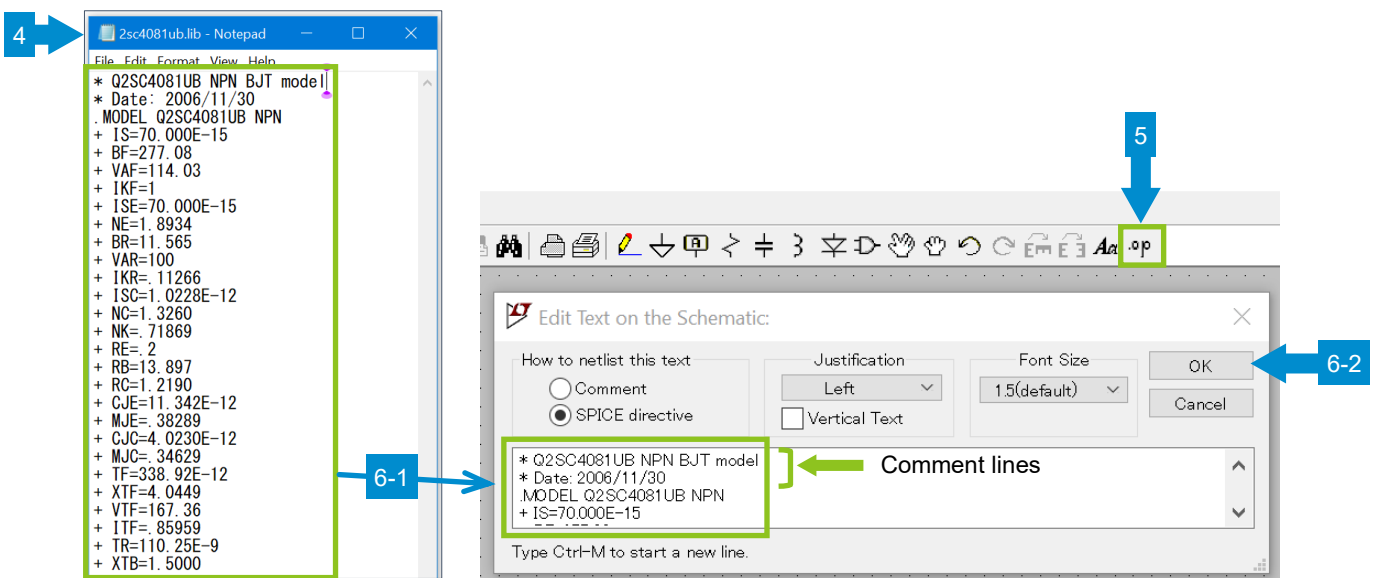 4
2sc4081ub.lib - Notepad
File Edit Format View Help
* Q2SC4081UB NPN BJT model
* Date: 2006/11/30
.MODEL Q2SC4081UB NPN
+ IS=70.000E-15
+ BF=277.08
+ VAF=114.03
+ IKF=1
+ ISE=70.000E-15
+ NE=1.8934
+ BR=11.565
+ VAR=100
+ IKR=.11266
+ ISC=1.0228E-12
+ NC=1.3260
+ NK=.71869
+ RE=.2
+ RB=13.897
+ RC=1.2190
+ CJE=11.342E-12
+ MJE=.38289
+ CJC=4.0230E-12
+ MJC=.34629
+ TF=338.92E-12
+ XTF=4.0449
+ VTF=167.36
+ ITF=.85959
+ TR=110.25E-9
+ XTB=1.5000
6-1
5
Aa .op
Edit Text on the Schematic:
How to netlist this text
Comment
SPICE directive
Justification
Left
Vertical Text
Font Size
1.5(default)
OK
Cancel
6-2
* Q2SC4081UB NPN BJT model
* Date: 2006/11/30
.MODEL Q2SC4081UB NPN
+ IS=70.000E-15
Comment lines
Type Ctrl-M to start a new line.